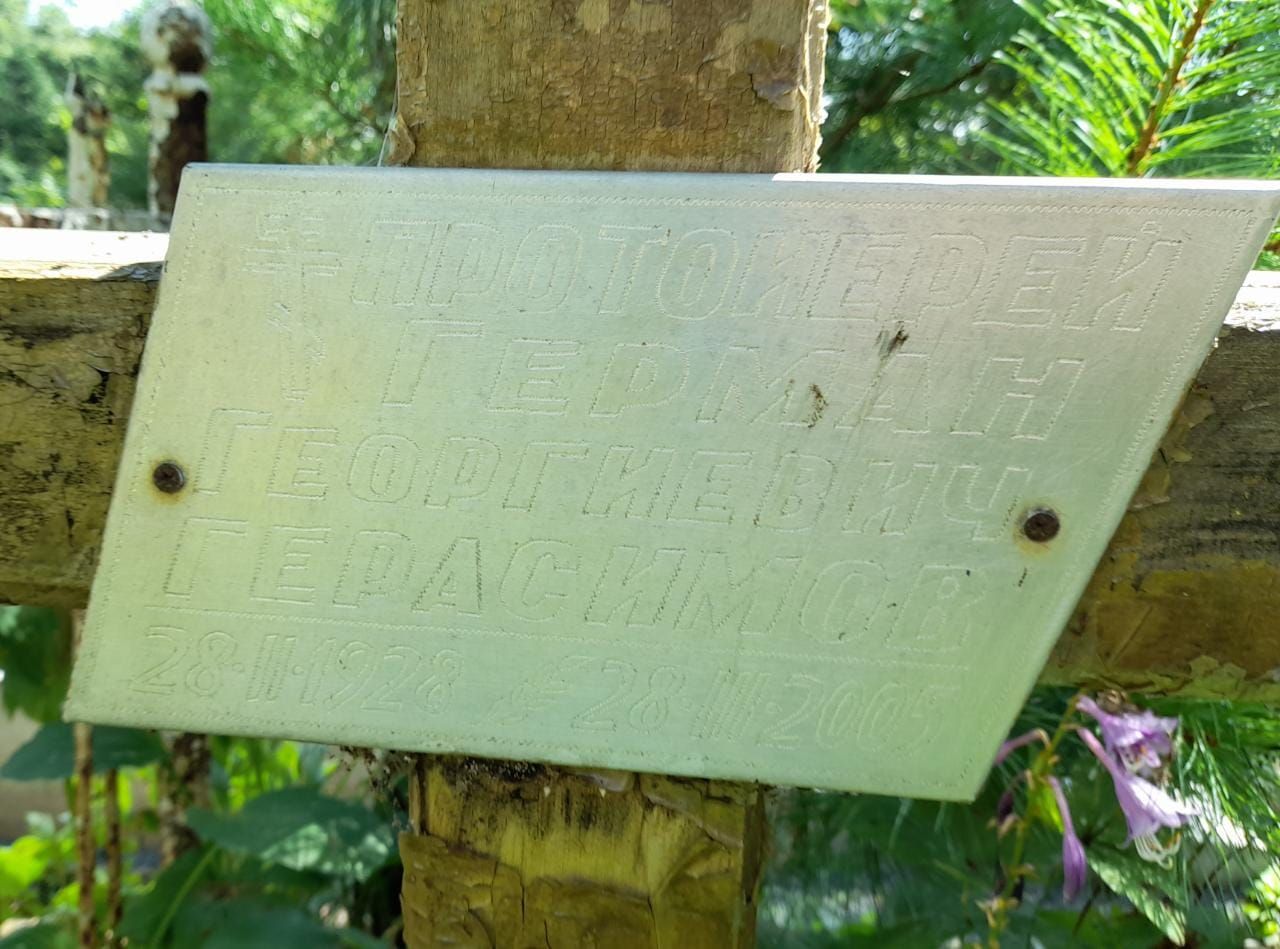 ПРОТОИЕРЕЙ
ГЕРМАН
ГЕОРГИЕВИЧ
ГЕРАСИМОВ
28·II·1928 28·III·2005